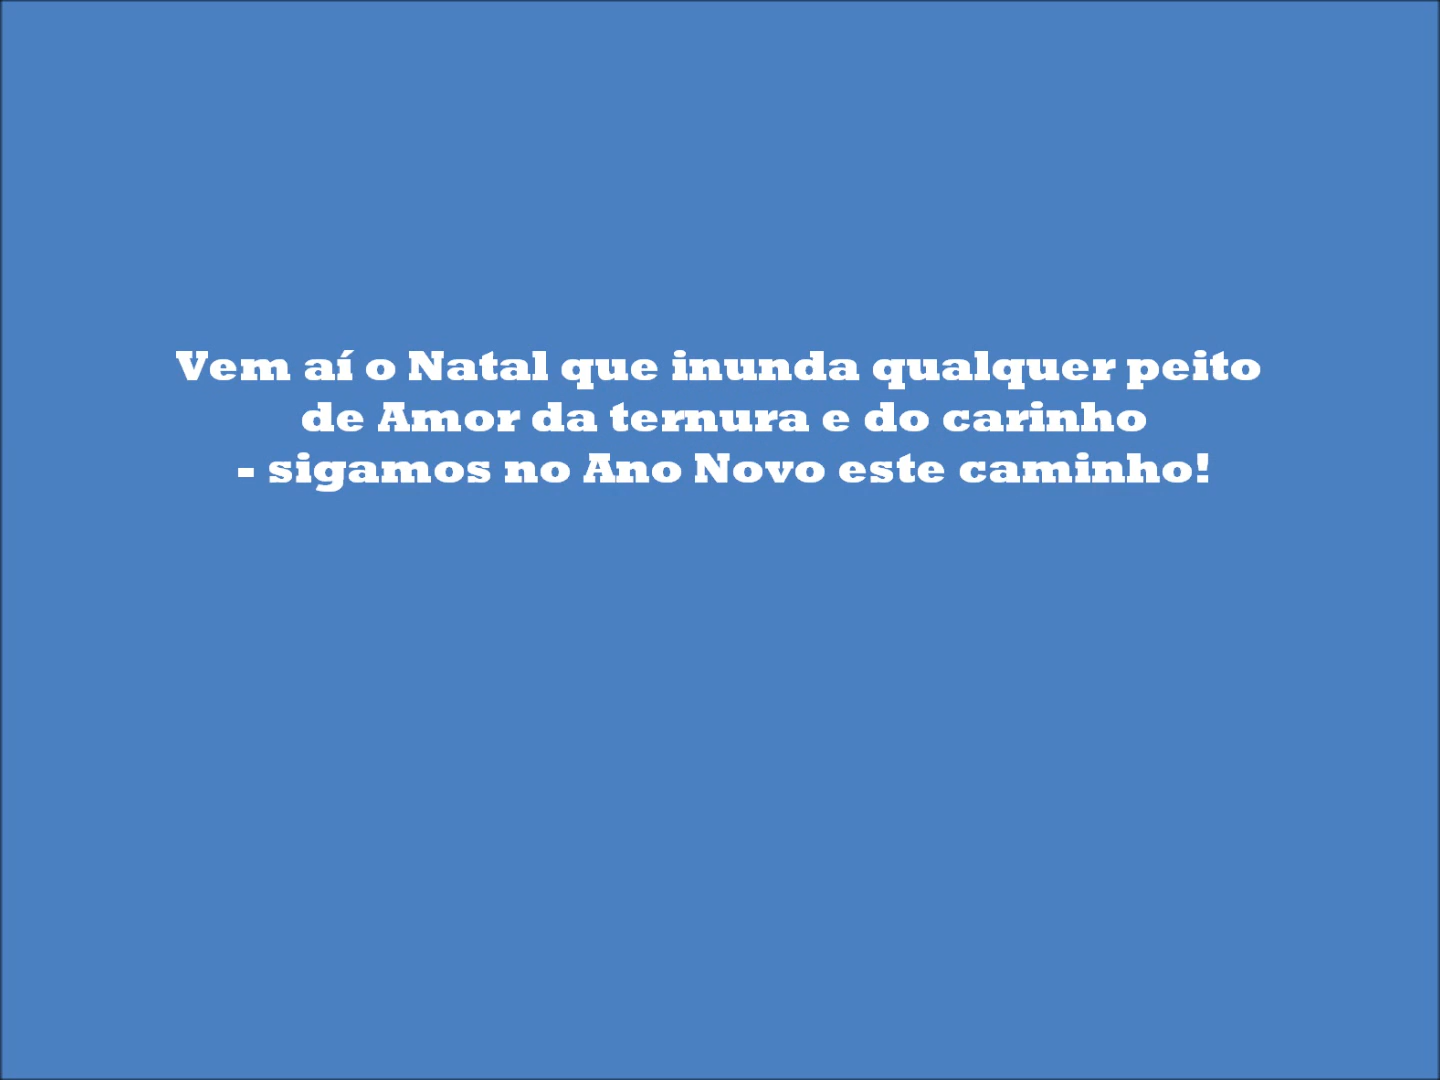 Vem aí o Natal que inunda qualquer peito
de Amor da ternura e do carinho
- sigamos no Ano Novo este caminho!